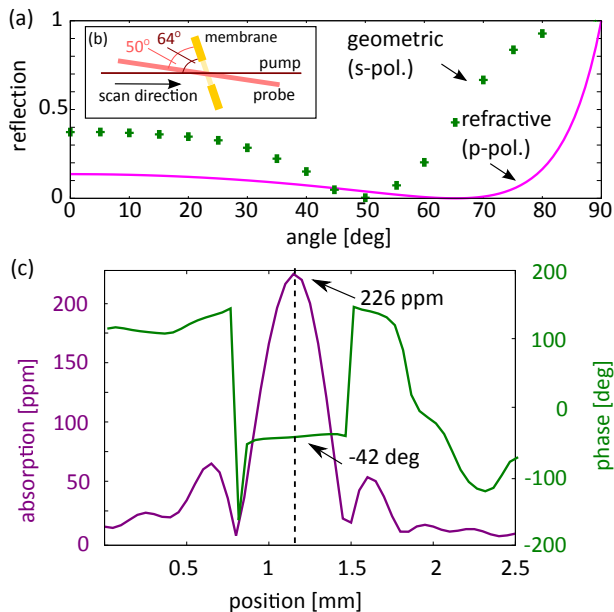 (a)
(b)
50° 64° membrane
pump
scan direction
probe
geometric
(s-pol.)
refractive
(p-pol.)
1
0.5
0
reflection
0 10 20 30 40 50 60 70 80 90
angle [deg]
(c)
200
150
100
50
0
absorption [ppm]
226 ppm
-42 deg
200
100
0
-100
-200
phase [deg]
0.5 1 1.5 2 2.5
position [mm]